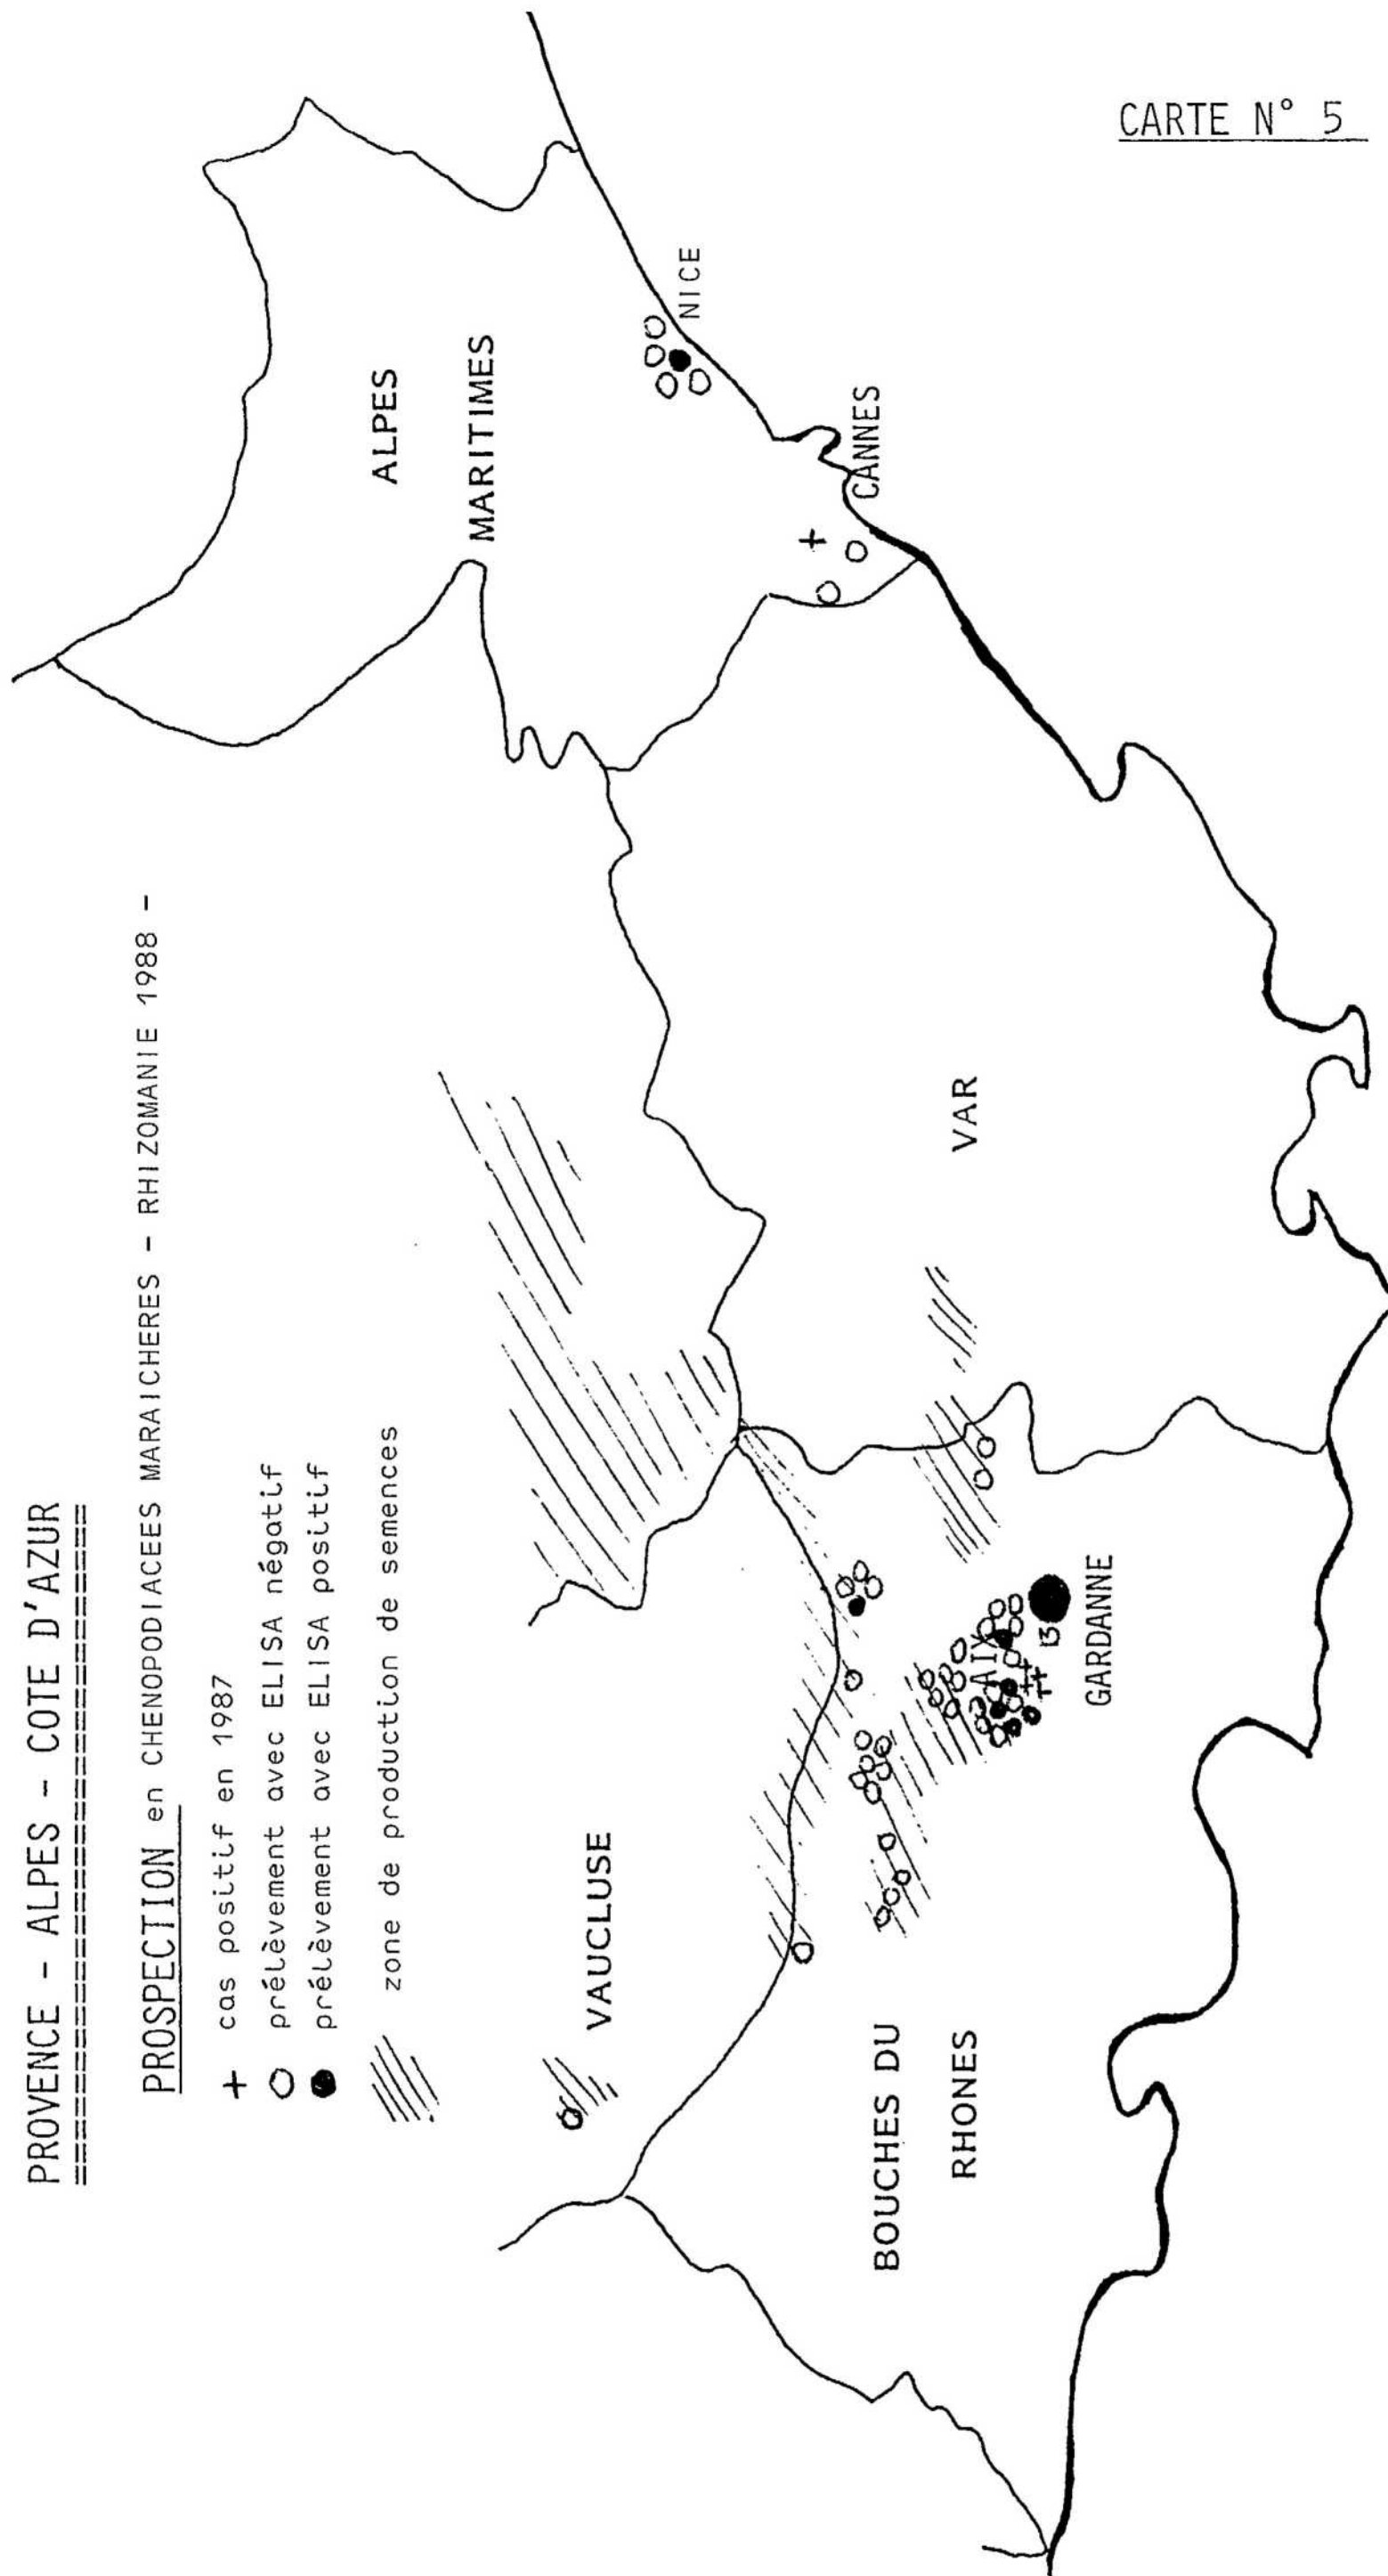 PROVENCE - ALPES - COTE D'AZUR
PROSPECTION en CHENOPODIACEES MARAICHERES - RHIZOMANIE 1988 -
+ cas positif en 1987
prélèvement avec ELISA négatif
prélèvement avec ELISA positif
zone de production de semences
ALPES
MARITIMES
NICE
CANNES
VAUCLUSE
VAR
BOUCHES DU
RHONES
AIX
13
GARDANNE
CARTE N° 5